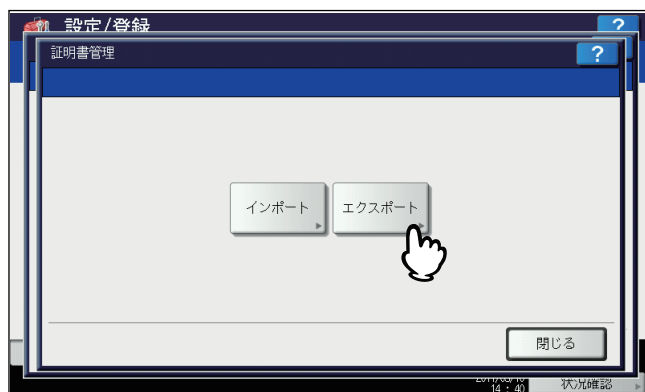 設定/登録
?
証明書管理
?
インポート
エクスポート
閉じる
14 : 40
状況確認